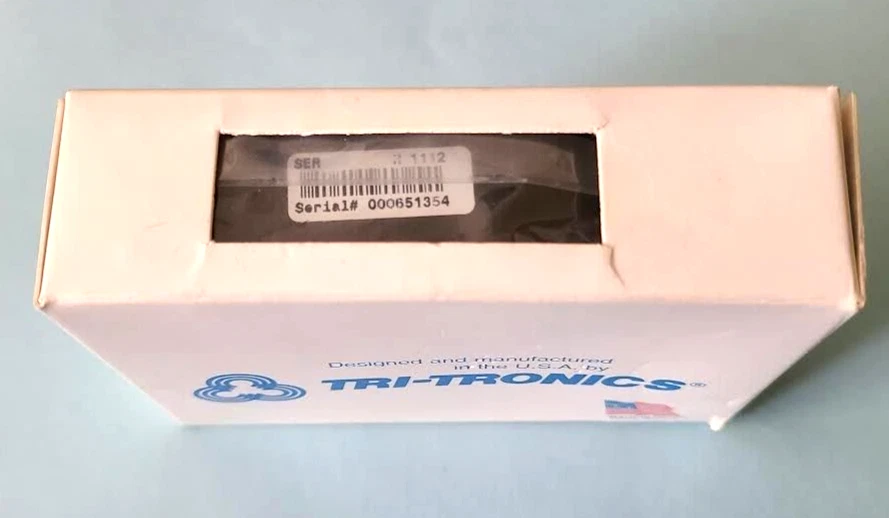 SER R 1112
Serial# 000651354
Designed and manufactured
in the U.S.A. by
TRI-TRONICS®